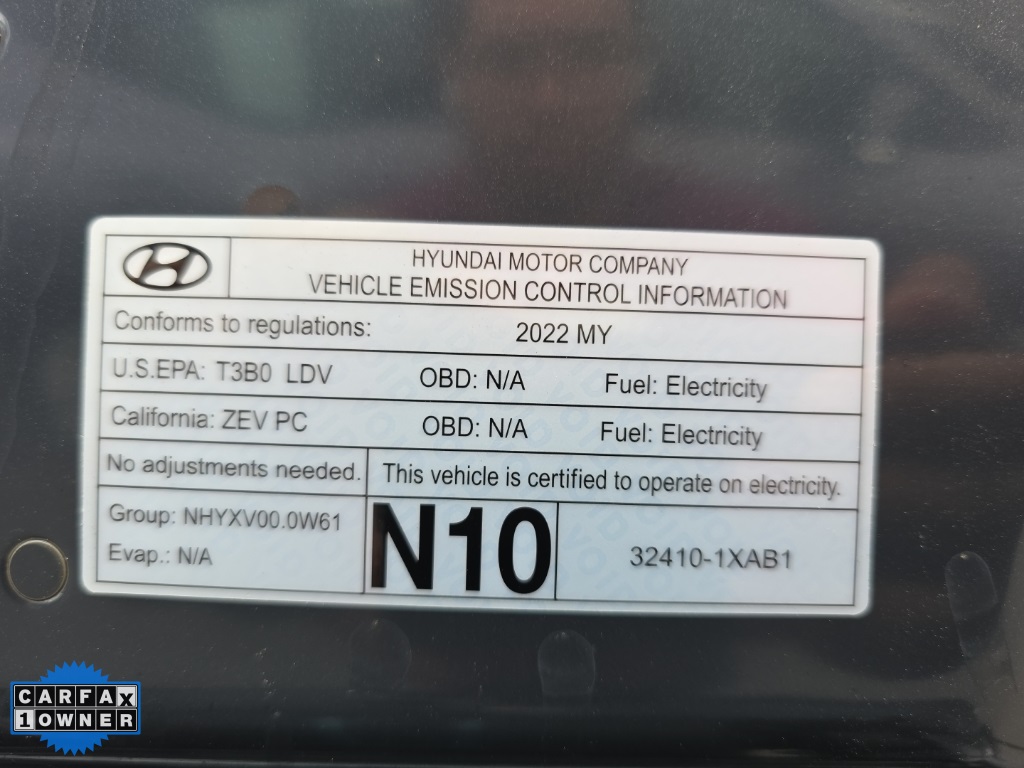 HYUNDAI MOTOR COMPANY
VEHICLE EMISSION CONTROL INFORMATION
Conforms to regulations: 2022 MY
U.S.EPA: T3B0 LDV OBD: N/A Fuel: Electricity
California: ZEV PC OBD: N/A Fuel: Electricity
No adjustments needed. This vehicle is certified to operate on electricity.
Group: NHYXV00.0W61
Evap.: N/A
N10
32410-1XAB1
CARFAX
1 OWNER